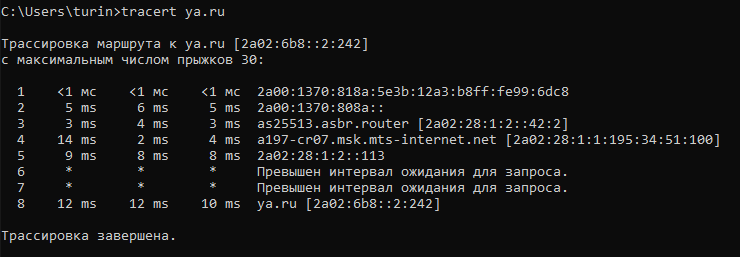 C:\Users\turin>tracert ya.ru
Трассировка маршрута к ya.ru [2a02:6b8::2:242]
с максимальным числом прыжков 30:
1 <1 мс <1 мс <1 мс 2a00:1370:818a:5e3b:12a3:b8ff:fe99:6dc8
2 5 ms 6 ms 5 ms 2a00:1370:808a::
3 3 ms 4 ms 3 ms as25513.asbr.router [2a02:28:1:2::42:2]
4 14 ms 2 ms 4 ms a197-cr07.msk.mts-internet.net [2a02:28:1:1:195:34:51:100]
5 9 ms 8 ms 8 ms 2a02:28:1:2::113
6 * * * Превышен интервал ожидания для запроса.
7 * * * Превышен интервал ожидания для запроса.
8 12 ms 12 ms 10 ms ya.ru [2a02:6b8::2:242]
Трассировка завершена.